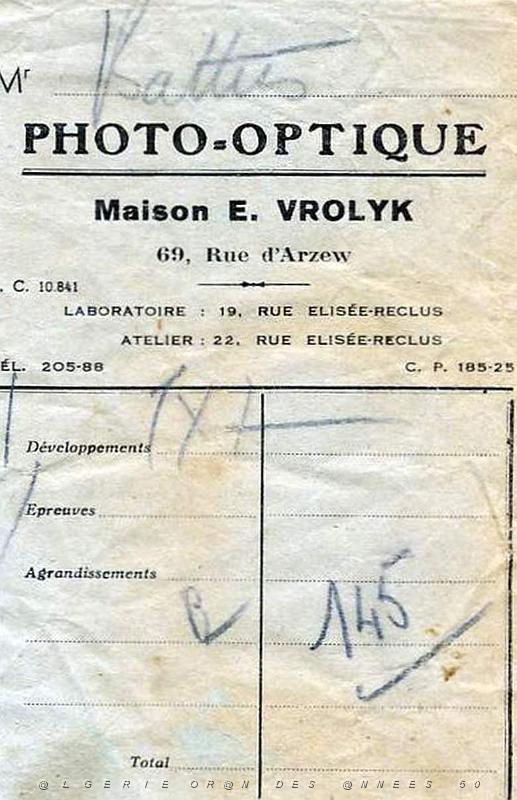 Mr
PHOTO-OPTIQUE
Maison E. VROLYK
69, Rue d'Arzew
. C. 10.841
LABORATOIRE : 19, RUE ELISÉE-RECLUS
ATELIER : 22, RUE ELISÉE-RECLUS
ÉL. 205-88 C. P. 185-25
Développements
Epreuves
Agrandissements
145
Total
@LGERIE OR@N DES @NNEES 50